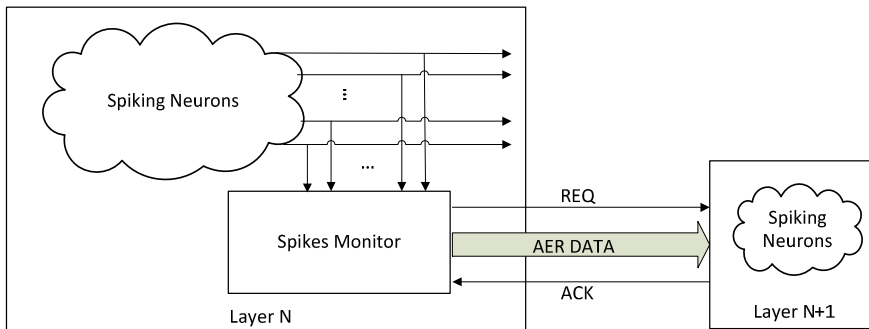 Spiking Neurons
...
...
Spikes Monitor
Layer N
REQ
AER DATA
ACK
Spiking
Neurons
Layer N+1